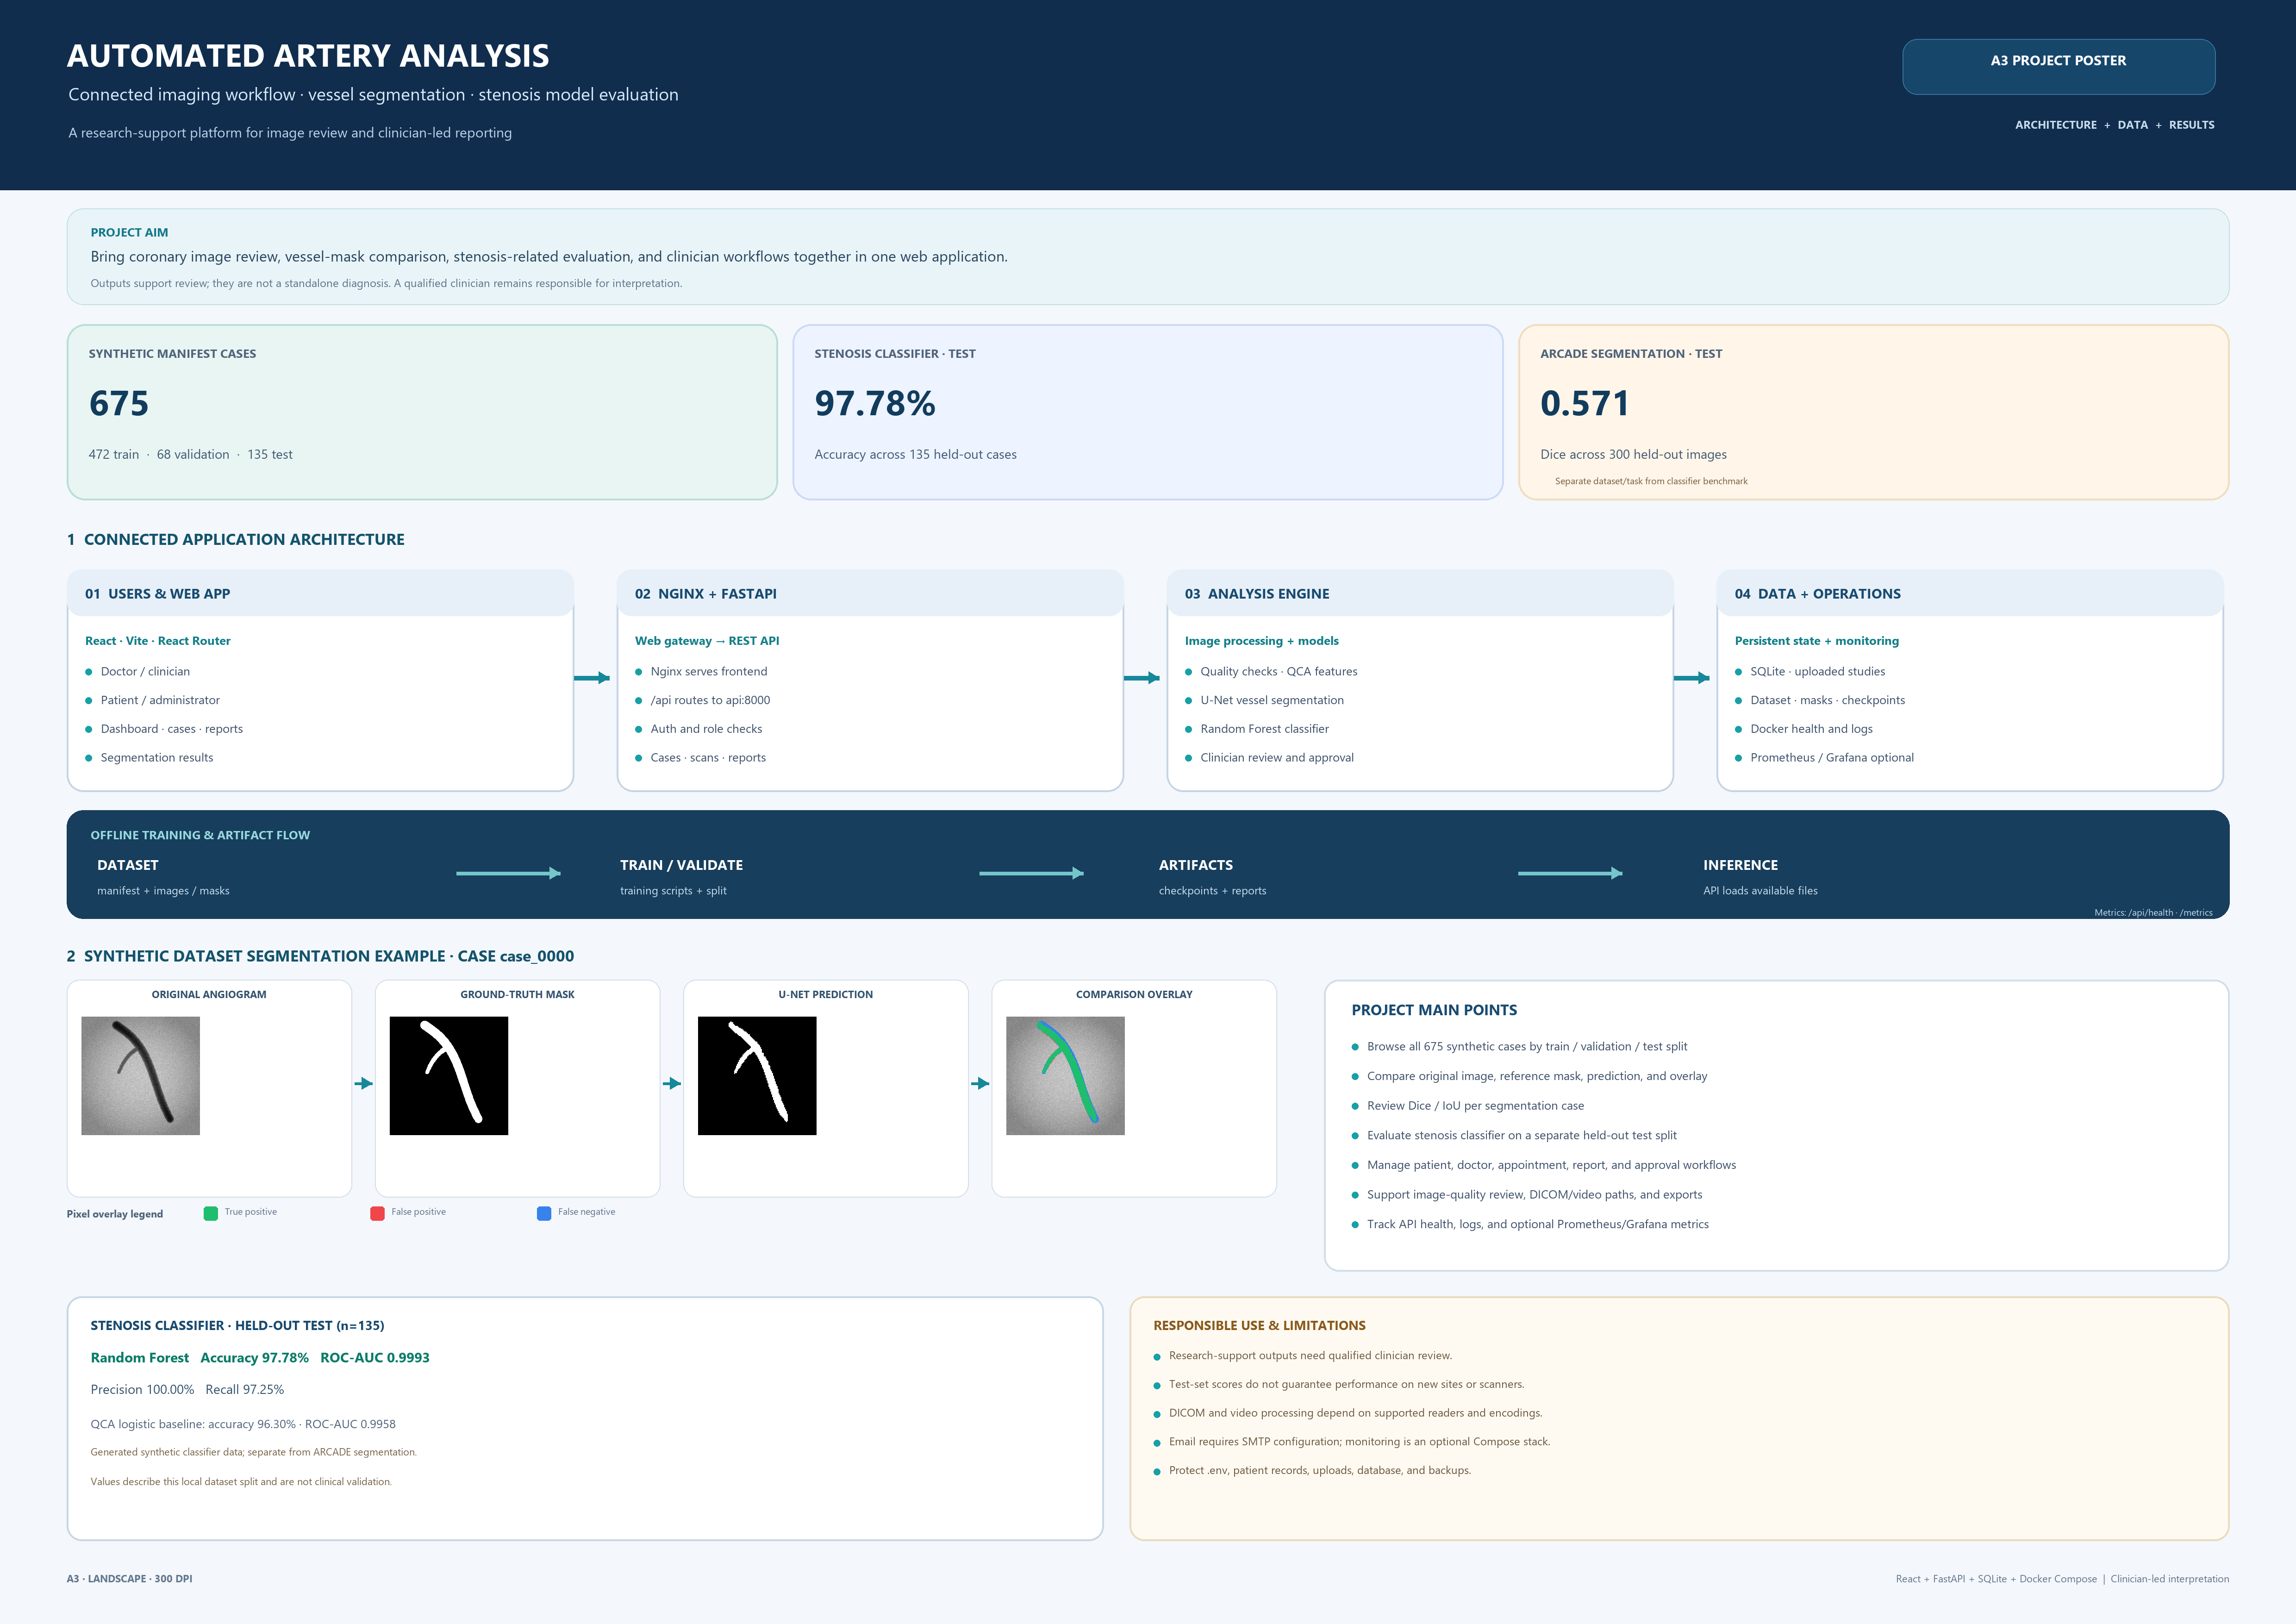 AUTOMATED ARTERY ANALYSIS
Connected imaging workflow · vessel segmentation · stenosis model evaluation
A research-support platform for image review and clinician-led reporting
A3 PROJECT POSTER
ARCHITECTURE + DATA + RESULTS
PROJECT AIM
Bring coronary image review, vessel-mask comparison, stenosis-related evaluation, and clinician workflows together in one web application.
Outputs support review; they are not a standalone diagnosis. A qualified clinician remains responsible for interpretation.
SYNTHETIC MANIFEST CASES
675
472 train · 68 validation · 135 test
STENOSIS CLASSIFIER · TEST
97.78%
Accuracy across 135 held-out cases
ARCADE SEGMENTATION · TEST
0.571
Dice across 300 held-out images
Separate dataset/task from classifier benchmark
1 CONNECTED APPLICATION ARCHITECTURE
01 USERS & WEB APP
React · Vite · React Router
Doctor / clinician
Patient / administrator
Dashboard · cases · reports
Segmentation results
02 NGINX + FASTAPI
Web gateway → REST API
Nginx serves frontend
/api routes to api:8000
Auth and role checks
Cases · scans · reports
03 ANALYSIS ENGINE
Image processing + models
Quality checks · QCA features
U-Net vessel segmentation
Random Forest classifier
Clinician review and approval
04 DATA + OPERATIONS
Persistent state + monitoring
SQLite · uploaded studies
Dataset · masks · checkpoints
Docker health and logs
Prometheus / Grafana optional
OFFLINE TRAINING & ARTIFACT FLOW
DATASET
manifest + images / masks
TRAIN / VALIDATE
training scripts + split
ARTIFACTS
checkpoints + reports
INFERENCE
API loads available files
Metrics: /api/health · /metrics
2 SYNTHETIC DATASET SEGMENTATION EXAMPLE · CASE case_0000
ORIGINAL ANGIOGRAM
GROUND-TRUTH MASK
U-NET PREDICTION
COMPARISON OVERLAY
Pixel overlay legend
True positive
False positive
False negative
PROJECT MAIN POINTS
Browse all 675 synthetic cases by train / validation / test split
Compare original image, reference mask, prediction, and overlay
Review Dice / IoU per segmentation case
Evaluate stenosis classifier on a separate held-out test split
Manage patient, doctor, appointment, report, and approval workflows
Support image-quality review, DICOM/video paths, and exports
Track API health, logs, and optional Prometheus/Grafana metrics
STENOSIS CLASSIFIER · HELD-OUT TEST (n=135)
Random Forest Accuracy 97.78% ROC-AUC 0.9993
Precision 100.00% Recall 97.25%
QCA logistic baseline: accuracy 96.30% · ROC-AUC 0.9958
Generated synthetic classifier data; separate from ARCADE segmentation.
Values describe this local dataset split and are not clinical validation.
RESPONSIBLE USE & LIMITATIONS
Research-support outputs need qualified clinician review.
Test-set scores do not guarantee performance on new sites or scanners.
DICOM and video processing depend on supported readers and encodings.
Email requires SMTP configuration; monitoring is an optional Compose stack.
Protect .env, patient records, uploads, database, and backups.
A3 · LANDSCAPE · 300 DPI
React + FastAPI + SQLite + Docker Compose | Clinician-led interpretation